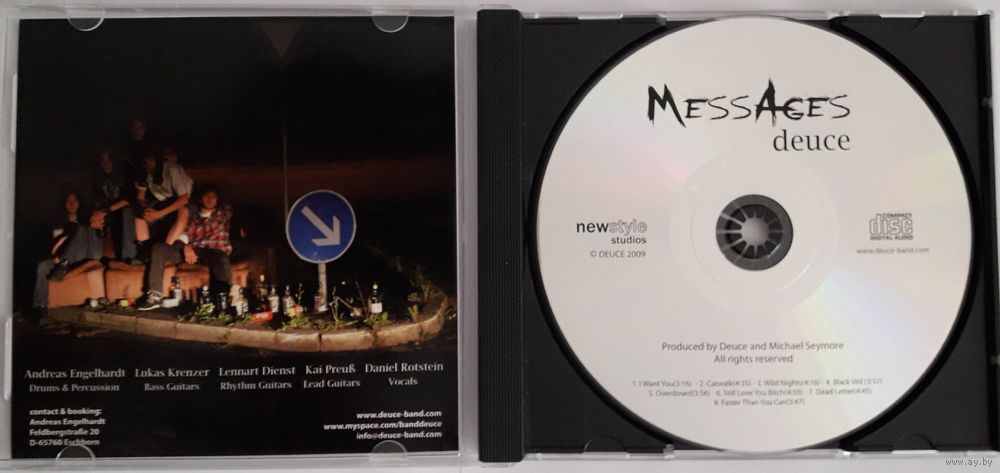 Andreas Engelhardt
Drums & Percussion
Lukas Krenzer
Bass Guitars
Lennart Dienst
Rhythm Guitars
Kai Preuß
Lead Guitars
Daniel Rotstein
Vocals
contact & booking:
Andreas Engelhardt
Feldbergstraße 20
D-65760 Eschborn
www.deuce-band.com
www.myspace.com/banddeuce
info@deuce-band.com
MESSAGES
deuce
newstyle
studios
© DEUCE 2009
COMPACT
disc
DIGITAL AUDIO
www.deuce-band.com
Produced by Deuce and Michael Seymore
All rights reserved
1. I Want You(3:16) - 2. Catwalk(4:35) - 3. Wild Nights(4:16) - 4. Black Veil (3:51)
5. Overdosed(3:56) - 6. Still Love You Bitch(4:50) - 7. Dead Letter(4:45)
8. Faster Than You Can(3:47)
www.ay.by